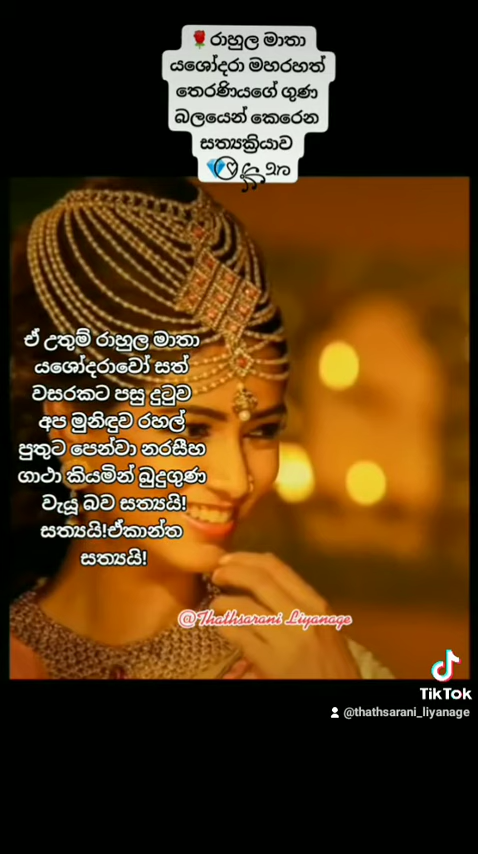 🌹රාහුල මාතා
යශෝදරා මහරහත්
තෙරණියගේ ගුණ
බලයෙන් කෙරෙන
සත්‍යක්‍රියාව
ඒ උතුම් රාහුල මාතා
යශෝදරාවෝ සත්
වසරකට පසු දුටුව
අප මුනිඳුව රහල්
පුතුට පෙන්වා නරසීහ
ගාථා කියමින් බුදුගුණ
වැයූ බව සත්‍යයි!
සත්‍යයි!ඒකාන්ත
සත්‍යයි!
@Thathsarani Liyanage
TikTok
@thathsarani_liyanage